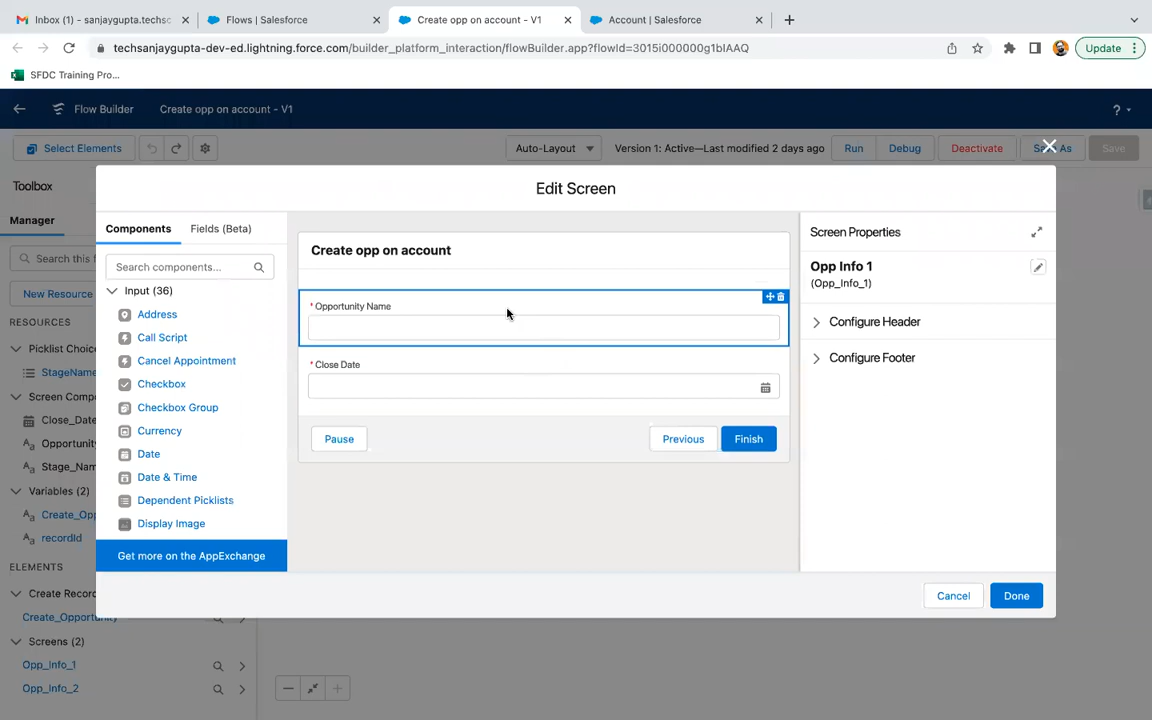 Inbox (1) - sanjaygupta.techsc
Flows | Salesforce
Create opp on account - V1
Account | Salesforce
techsanjaygupta-dev-ed.lightning.force.com/builder_platform_interaction/flowBuilder.app?flowId=3015i000000g1bIAAQ
Update
SFDC Training Pro...
Flow Builder
Create opp on account - V1
?
Select Elements
Auto-Layout
Version 1: Active—Last modified 2 days ago
Run
Debug
Deactivate
Save As
Save
Toolbox
Manager
Search this f
New Resource
RESOURCES
Picklist Choice
StageName
Screen Compo
Close_Date
Opportunity
Stage_Nam
Variables (2)
Create_Opp
recordId
ELEMENTS
Create Record
Create_Opportunity
Screens (2)
Opp_Info_1
Opp_Info_2
Edit Screen
Components
Fields (Beta)
Search components...
Input (36)
Address
Call Script
Cancel Appointment
Checkbox
Checkbox Group
Currency
Date
Date & Time
Dependent Picklists
Display Image
Get more on the AppExchange
Create opp on account
* Opportunity Name
* Close Date
Pause
Previous
Finish
Screen Properties
Opp Info 1
(Opp_Info_1)
Configure Header
Configure Footer
Cancel
Done